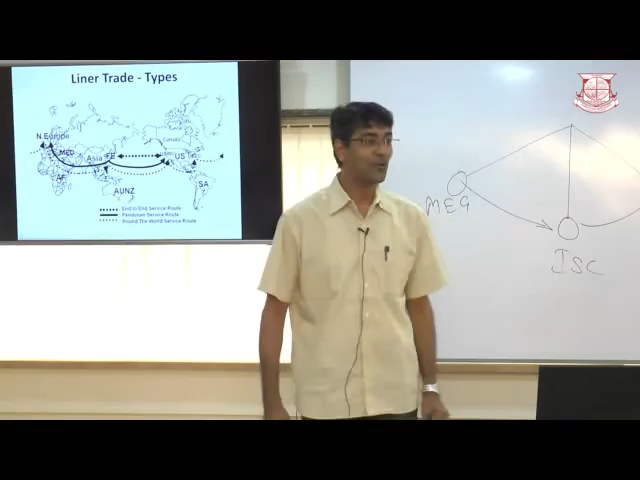 Liner Trade - Types
N.Europe
Canada
MED
Asia
FE
US
AF
SA
AUNZ
End to End Service Route
Pendulum Service Route
Round The World Service Route
MEG
ISC